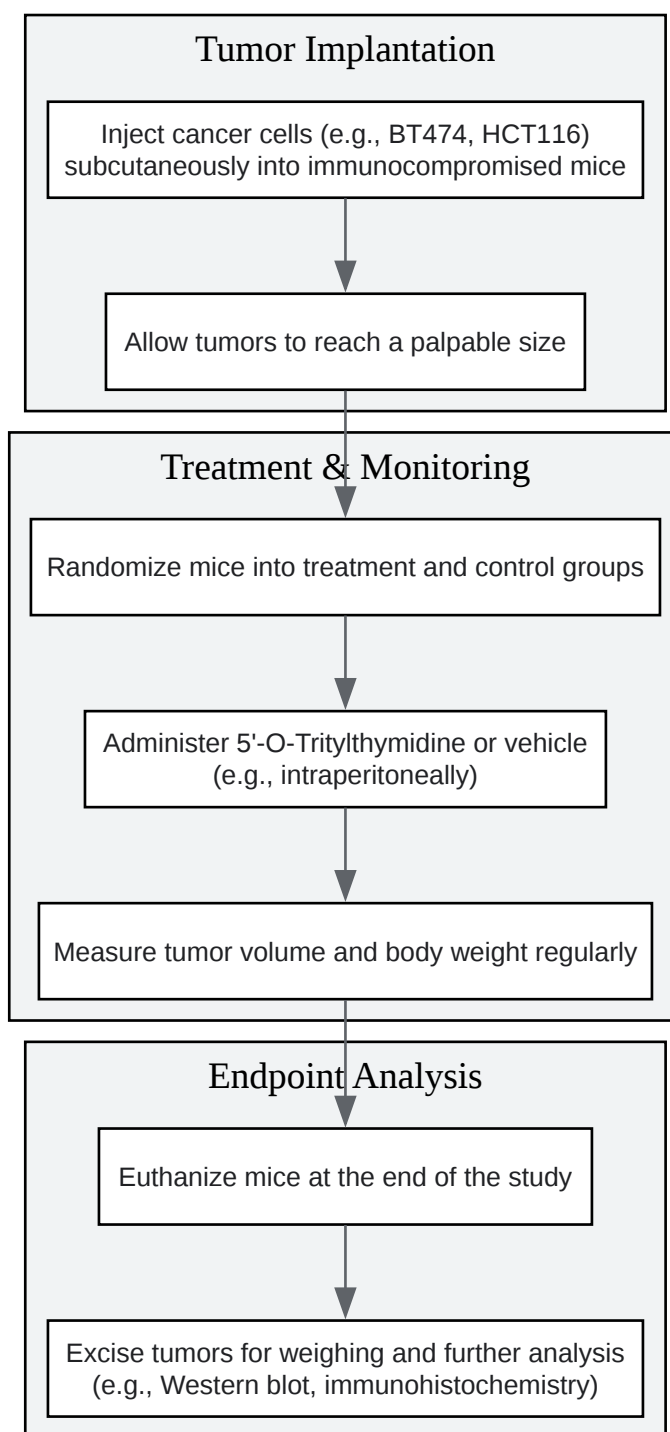 Tumor Implantation
Inject cancer cells (e.g., BT474, HCT116)
subcutaneously into immunocompromised mice
Allow tumors to reach a palpable size
Treatment & Monitoring
Randomize mice into treatment and control groups
Administer 5'-O-Tritylthymidine or vehicle
(e.g., intraperitoneally)
Measure tumor volume and body weight regularly
Endpoint Analysis
Euthanize mice at the end of the study
Excise tumors for weighing and further analysis
(e.g., Western blot, immunohistochemistry)